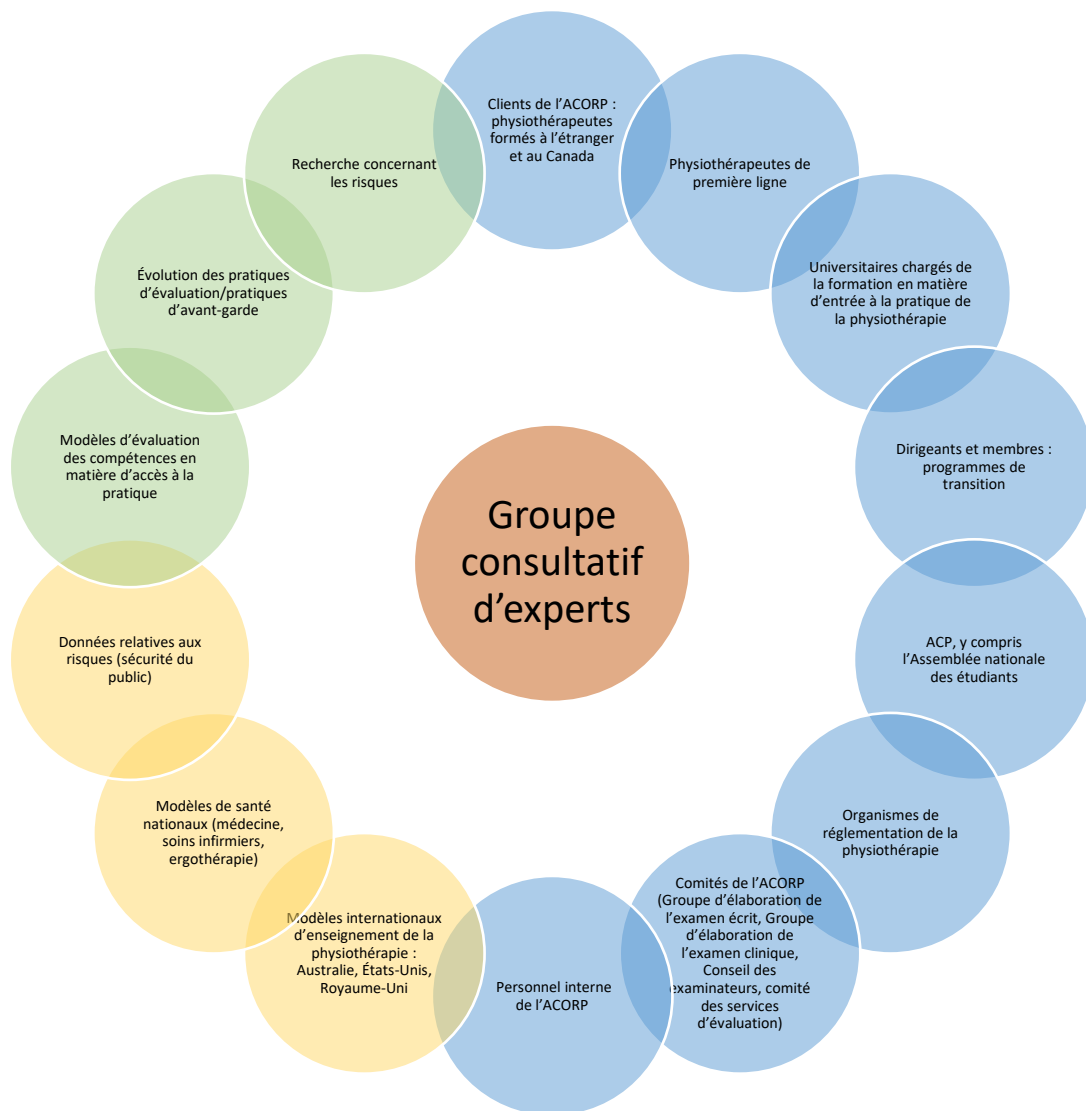 Clients de l'ACORP :
physiothérapeutes
formés à l'étranger
et au Canada
Physiothérapeutes de
première ligne
Universitaires chargés de
la formation en matière
d'entrée à la pratique de
la physiothérapie
Dirigeants et membres :
programmes de
transition
ACP, y compris
l'Assemblée nationale
des étudiants
Organismes de
réglementation de la
physiothérapie
Comités de l'ACORP
(Groupe d'élaboration de
l'examen écrit, Groupe
d'élaboration de
l'examen clinique,
Conseil des
examinateurs, comité
des services
d'évaluation)
Personnel interne
de l'ACORP
Modèles internationaux
d'enseignement de la
physiothérapie :
Australie, États-Unis,
Royaume-Uni
Modèles de santé
nationaux (médecine,
soins infirmiers,
ergothérapie)
Données relatives aux
risques (sécurité du
public)
Modèles d'évaluation
des compétences en
matière d'accès à la
pratique
Évolution des pratiques
d'évaluation/pratiques
d'avant-garde
Recherche concernant
les risques
Groupe
consultatif
d'experts